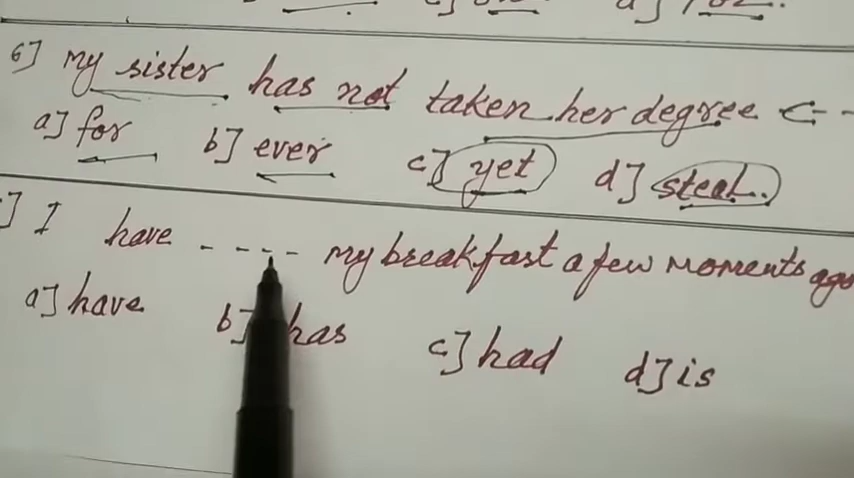 6] my sister has not taken her degree
a] for b] ever c] yet d] steal.
] I have ---- my breakfast a few moments ago
a] have b] has c] had d] is